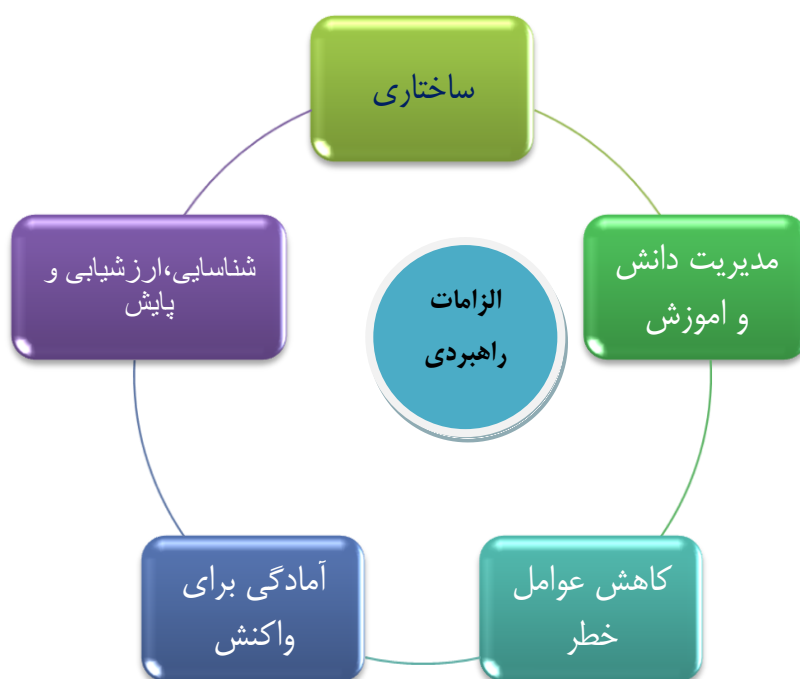 ساختاری
مدیریت دانش
و اموزش
کاهش عوامل
خطر
آمادگی برای
واکنش
شناسایی،ارزشیابی و
پایش
الزامات
راهبردی